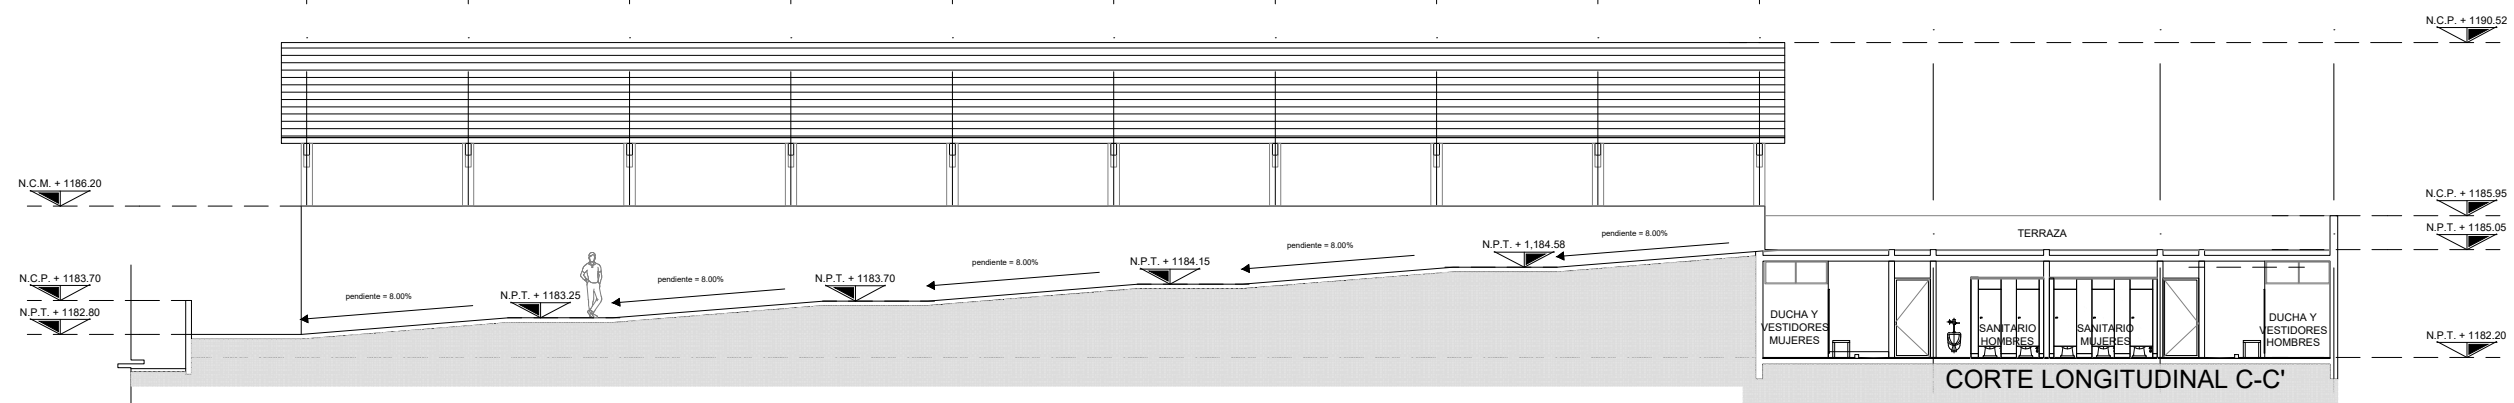 N.C.P. + 1190.52
N.C.M. + 1186.20
N.C.P. + 1185.95
N.P.T. + 1185.05
TERRAZA
pendiente = 8.00%
N.P.T. + 1,184.58
pendiente = 8.00%
N.P.T. + 1184.15
pendiente = 8.00%
N.P.T. + 1183.70
pendiente = 8.00%
N.P.T. + 1183.25
pendiente = 8.00%
N.C.P. + 1183.70
N.P.T. + 1182.80
DUCHA Y
VESTIDORES
MUJERES
SANITARIO
HOMBRES
SANITARIO
MUJERES
DUCHA Y
VESTIDORES
HOMBRES
N.P.T. + 1182.20
CORTE LONGITUDINAL C-C'